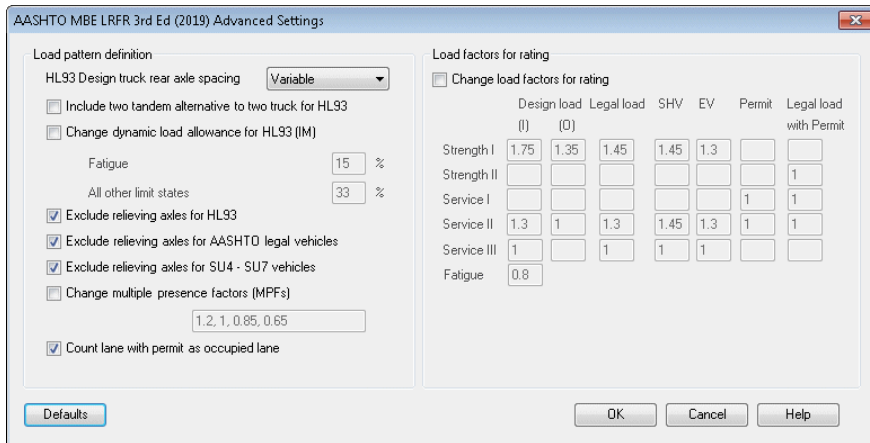 AASHTO MBE LRFR 3rd Ed (2019) Advanced Settings
Load pattern definition
HL93 Design truck rear axle spacing Variable
Include two tandem alternative to two truck for HL93
Change dynamic load allowance for HL93 (IM)
Fatigue 15 %
All other limit states 33 %
Exclude relieving axles for HL93
Exclude relieving axles for AASHTO legal vehicles
Exclude relieving axles for SU4 - SU7 vehicles
Change multiple presence factors (MPFs)
1.2, 1, 0.85, 0.65
Count lane with permit as occupied lane
Load factors for rating
Change load factors for rating
Design load Legal load SHV EV Permit Legal load
(I) (O) with Permit
Strength I 1.75 1.35 1.45 1.45 1.3
Strength II 1
Service I 1 1
Service II 1.3 1 1.3 1.45 1.3 1 1
Service III 1 1 1 1
Fatigue 0.8
Defaults OK Cancel Help